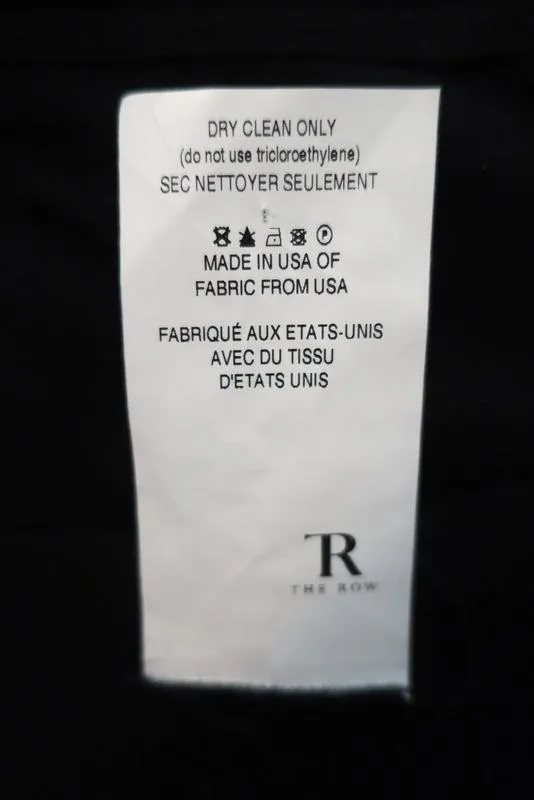 DRY CLEAN ONLY
(do not use tricloroethylene)
SEC NETTOYER SEULEMENT
MADE IN USA OF
FABRIC FROM USA
FABRIQUÉ AUX ETATS-UNIS
AVEC DU TISSU
D'ETATS UNIS
TR
THE ROW